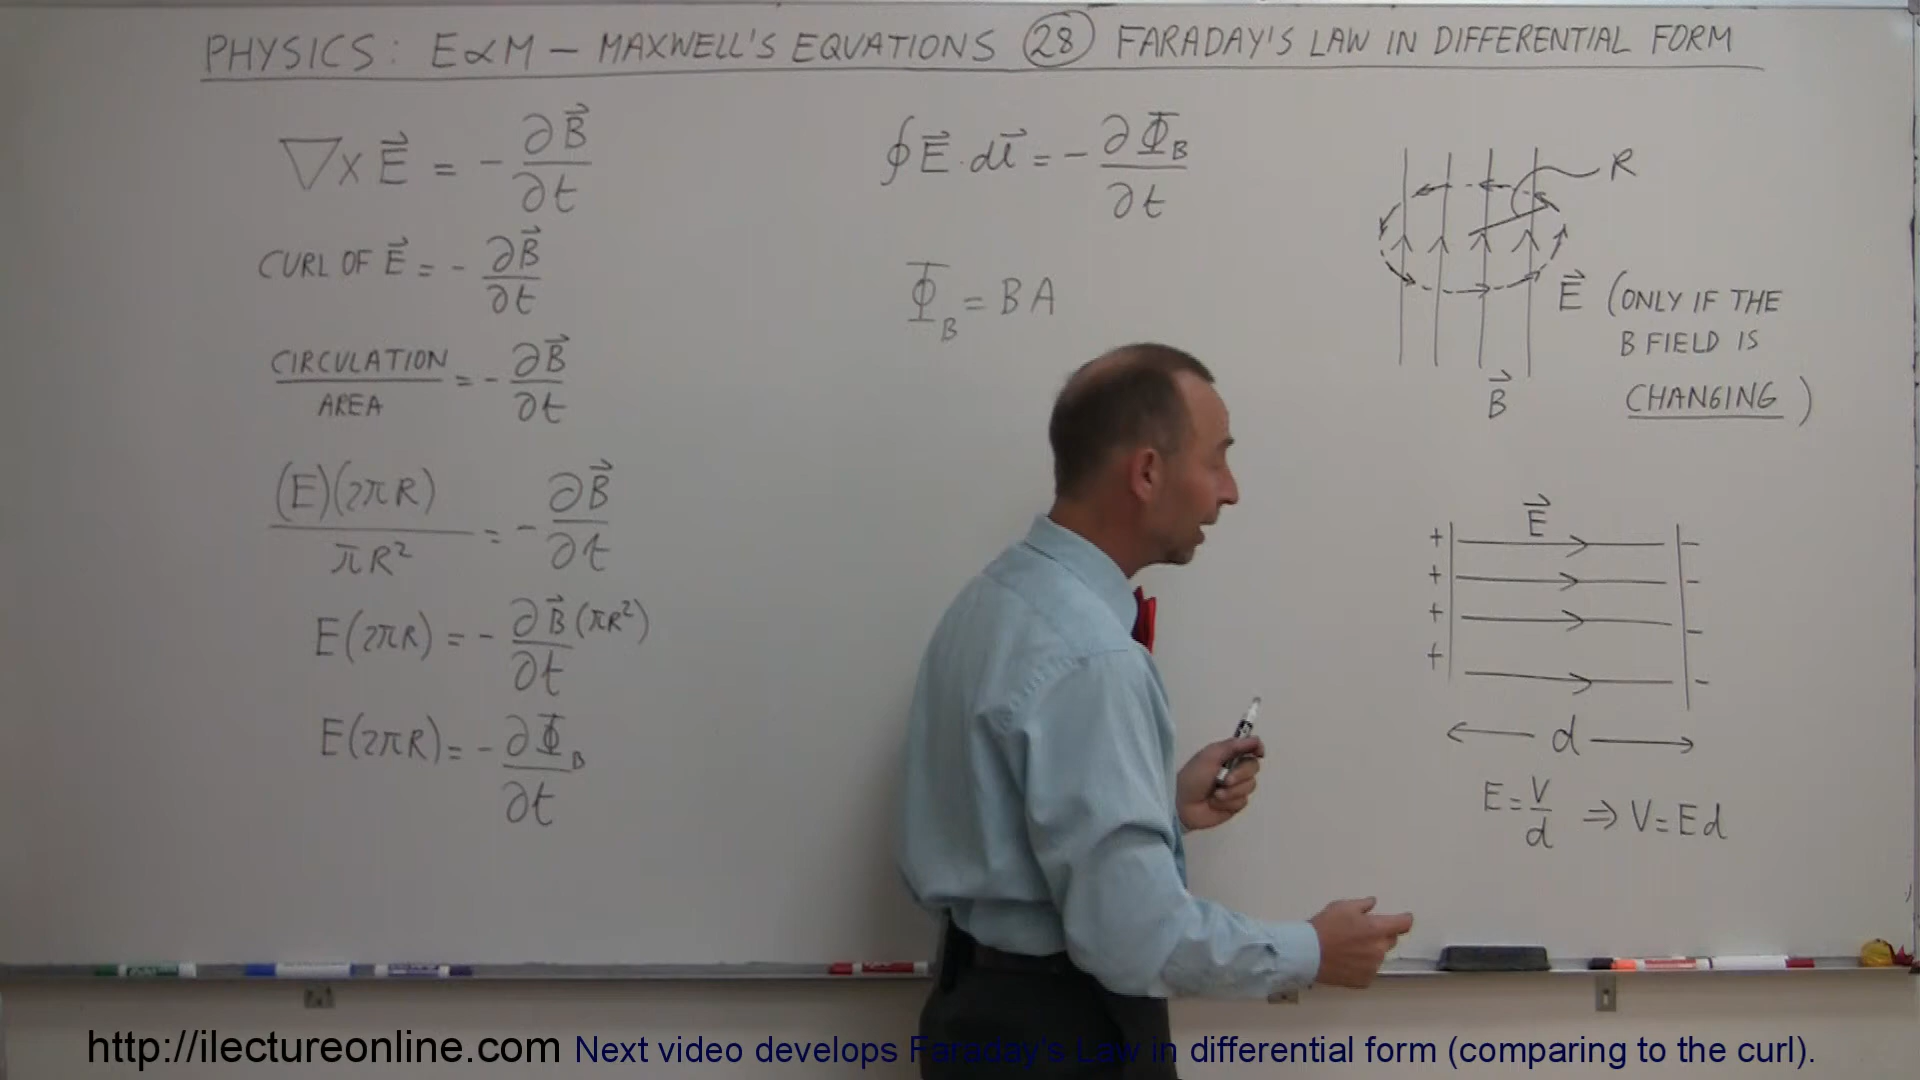 PHYSICS: E&M – MAXWELL'S EQUATIONS 28 FARADAY'S LAW IN DIFFERENTIAL FORM
∇ × E⃗ = - ∂B⃗/∂t
CURL OF E⃗ = - ∂B⃗/∂t
CIRCULATION/AREA = - ∂B⃗/∂t
(E)(2πR)/πR² = - ∂B⃗/∂t
E(2πR) = - ∂B⃗/∂t (πR²)
E(2πR) = - ∂Φ_B/∂t
∮ E⃗ · dl⃗ = - ∂Φ_B/∂t
Φ_B = BA
R
E⃗ (ONLY IF THE
B FIELD IS
CHANGING)
B⃗
E⃗
+ -
+ -
+ -
+ -
d
E = V/d ⇒ V = Ed
http://ilectureonline.com Next video develops Faraday's Law in differential form (comparing to the curl).